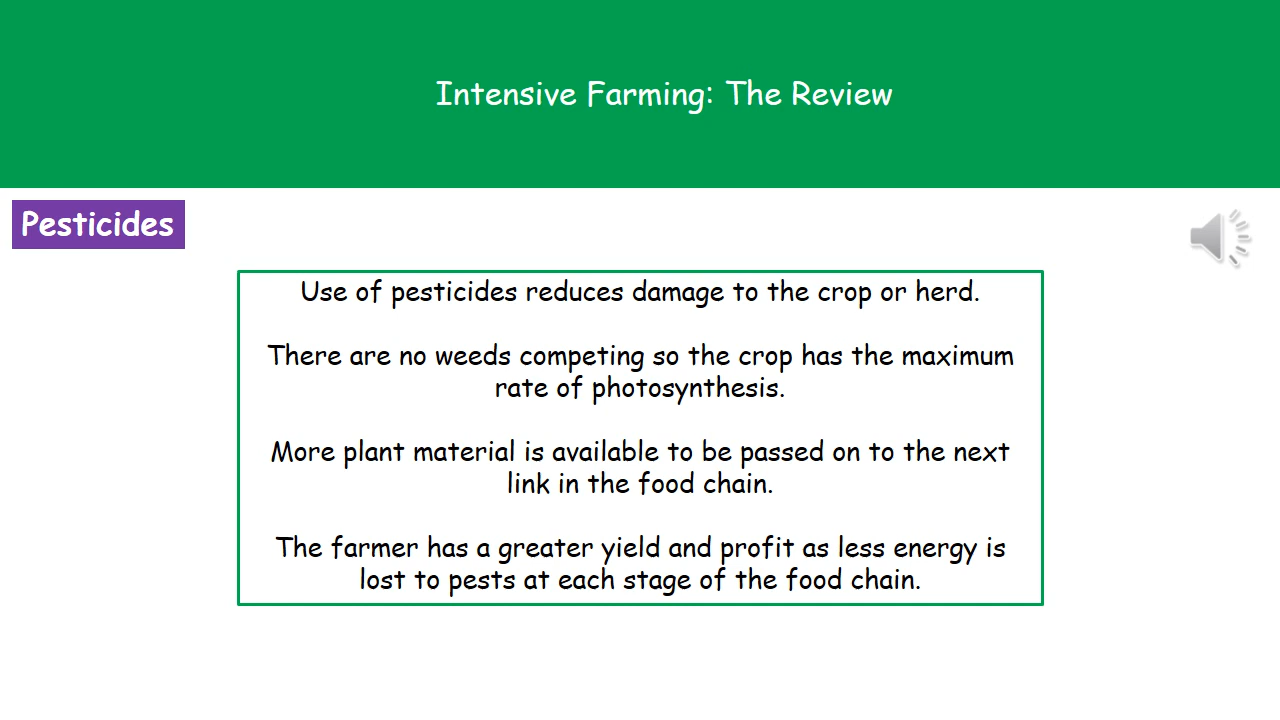 Intensive Farming: The Review
Pesticides
Use of pesticides reduces damage to the crop or herd.
There are no weeds competing so the crop has the maximum
rate of photosynthesis.
More plant material is available to be passed on to the next
link in the food chain.
The farmer has a greater yield and profit as less energy is
lost to pests at each stage of the food chain.